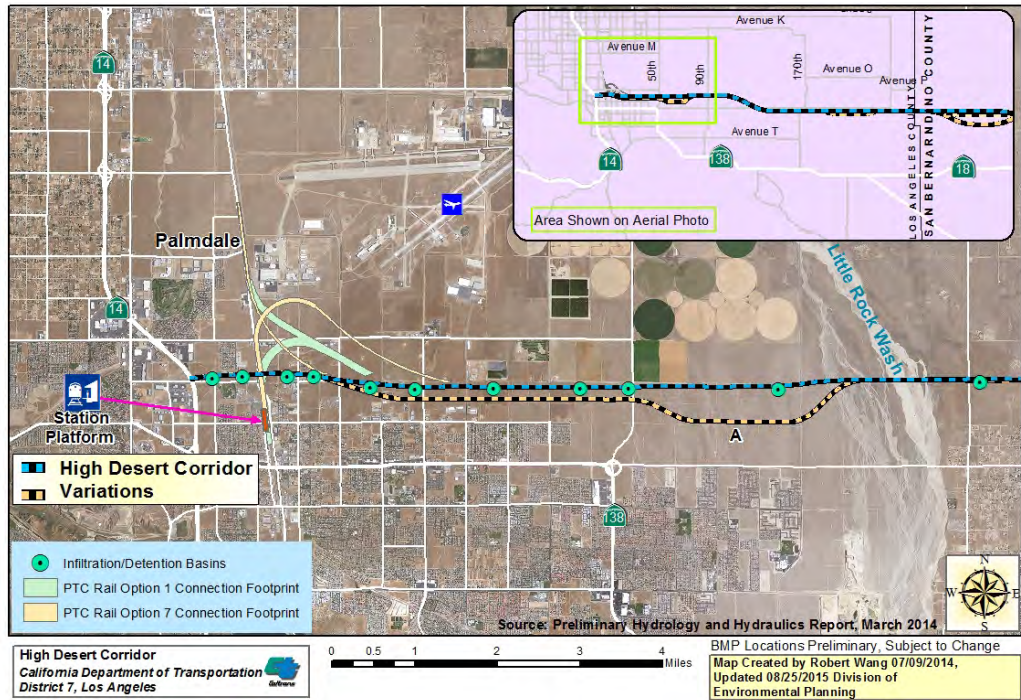 Avenue K
Avenue M
50th
90th
170th
Avenue O
Avenue P
Avenue T
LOS ANGELES COUNTY
SAN BERNARDINO COUNTY
14
138
18
Area Shown on Aerial Photo
14
Palmdale
14
Little Rock Wash
Station
Platform
A
High Desert Corridor
Variations
138
Infiltration/Detention Basins
PTC Rail Option 1 Connection Footprint
PTC Rail Option 7 Connection Footprint
N
W
E
S
Source: Preliminary Hydrology and Hydraulics Report, March 2014
High Desert Corridor
California Department of Transportation
District 7, Los Angeles
Caltrans
0 0.5 1 2 3 4
Miles
BMP Locations Preliminary, Subject to Change
Map Created by Robert Wang 07/09/2014,
Updated 08/25/2015 Division of
Environmental Planning